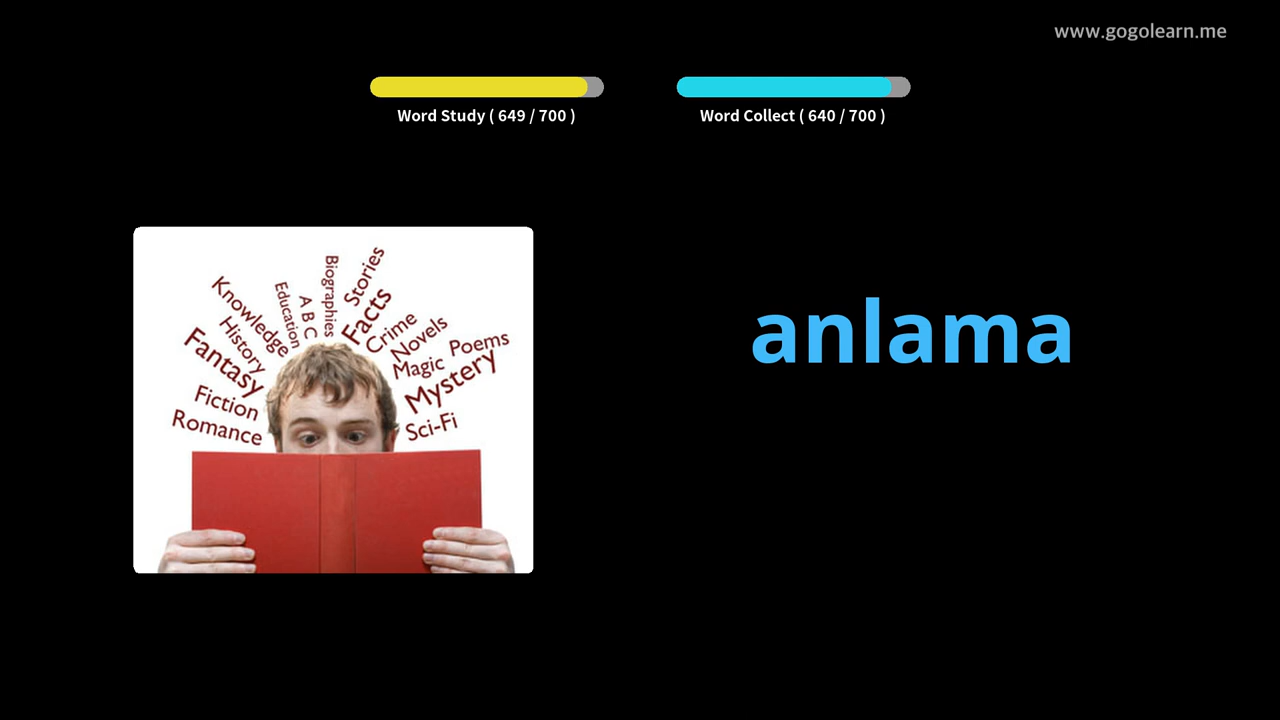 www.gogolearn.me
Word Study ( 649 / 700 )
Word Collect ( 640 / 700 )
anlama
Biographies
Stories
Education
A B C
Facts
Knowledge
Crime
History
Novels
Poems
Fantasy
Magic
Mystery
Fiction
Sci-Fi
Romance